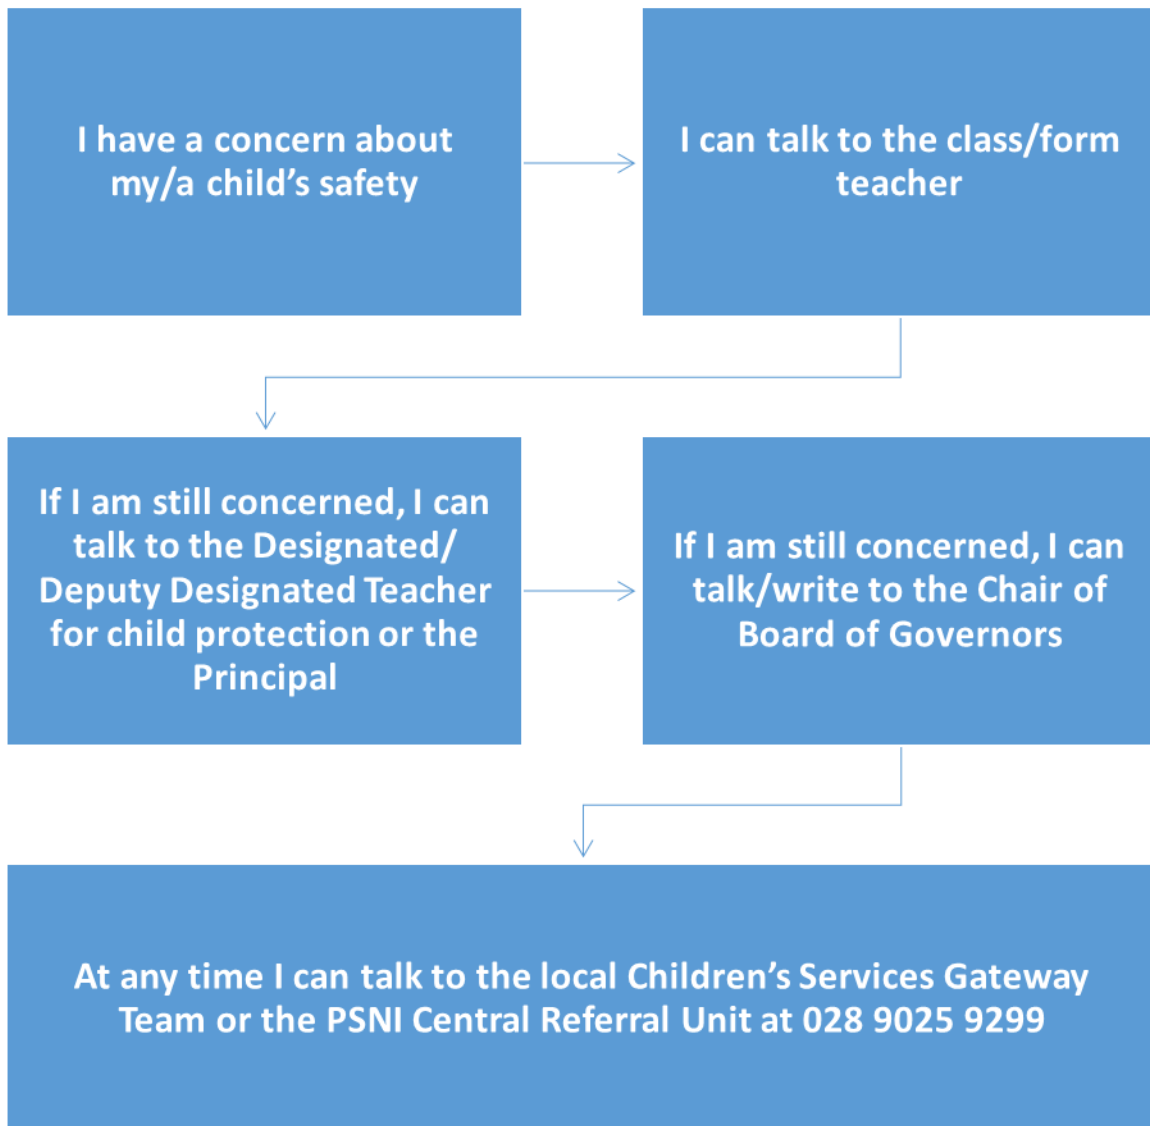 I have a concern about
my/a child’s safety
I can talk to the class/form
teacher
If I am still concerned, I can
talk to the Designated/
Deputy Designated Teacher
for child protection or the
Principal
If I am still concerned, I can
talk/write to the Chair of
Board of Governors
At any time I can talk to the local Children’s Services Gateway
Team or the PSNI Central Referral Unit at 028 9025 9299